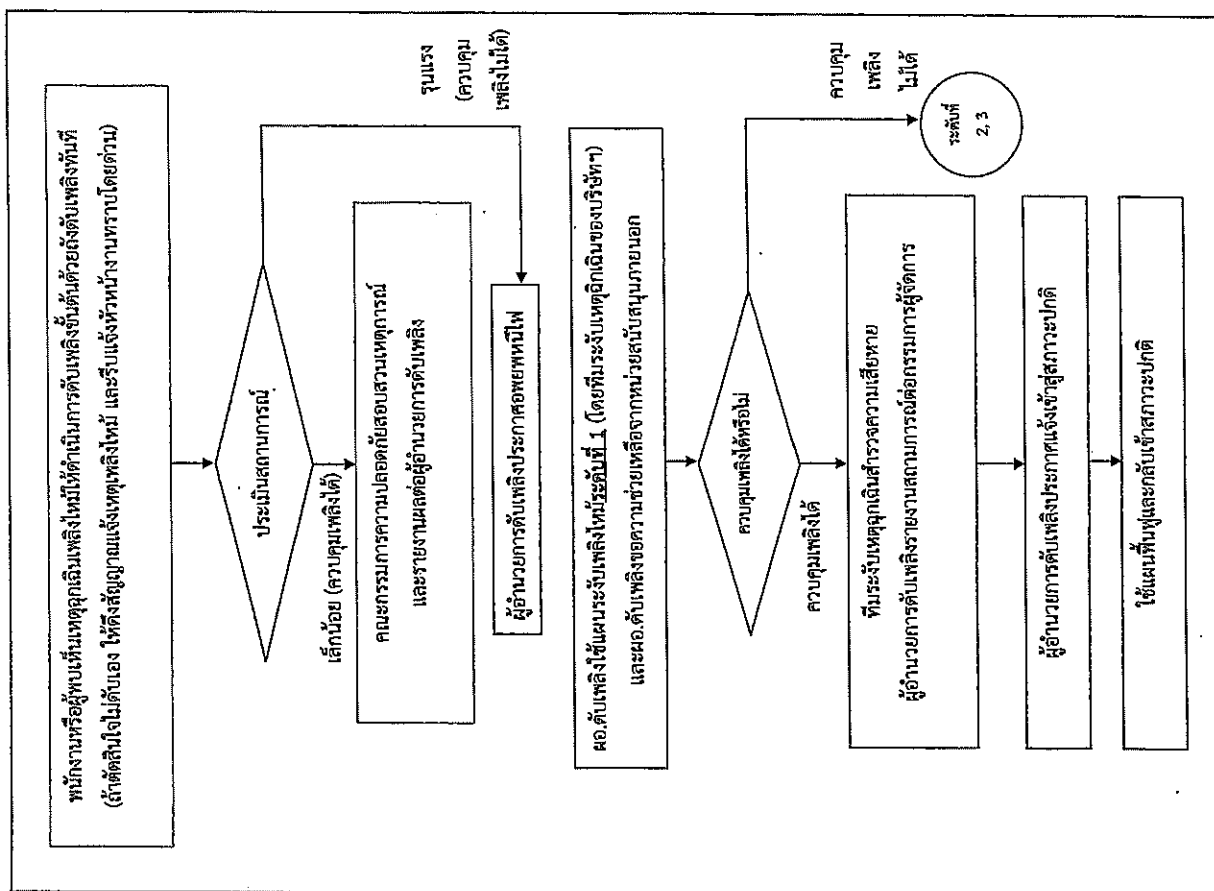 พนักงานหรือผู้พบเห็นเหตุฉุกเฉินเพลิงไหม้ให้ดำเนินการดับเพลิงขั้นต้นด้วยถังดับเพลิงทันที
(ถ้าตัดสินใจไม่ดับเอง ให้ดึงสัญญาณแจ้งเหตุเพลิงไหม้ และรีบแจ้งหัวหน้างานทราบโดยด่วน)
ประเมินสถานการณ์
เล็กน้อย (ควบคุมเพลิงได้)
รุนแรง
(ควบคุม
เพลิงไม่ได้)
คณะกรรมการความปลอดภัยสอบสวนเหตุการณ์
และรายงานผลต่อผู้อำนวยการดับเพลิง
ผู้อำนวยการดับเพลิงประกาศอพยพหนีไฟ
ผอ.ดับเพลิงใช้แผนระงับเพลิงไหม้ระดับที่ 1 (โดยทีมระงับเหตุฉุกเฉินของบริษัทฯ)
และผอ.ดับเพลิงขอความช่วยเหลือจากหน่วยสนับสนุนภายนอก
ควบคุมเพลิงได้หรือไม่
ควบคุมเพลิงได้
ควบคุม
เพลิง
ไม่ได้
ระดับที่
2, 3
ทีมระงับเหตุฉุกเฉินสำรวจความเสียหาย
ผู้อำนวยการดับเพลิงรายงานสถานการณ์ต่อกรรมการผู้จัดการ
ผู้อำนวยการดับเพลิงประกาศแจ้งเข้าสู่สภาวะปกติ
ใช้แผนฟื้นฟูและกลับเข้าสภาวะปกติ